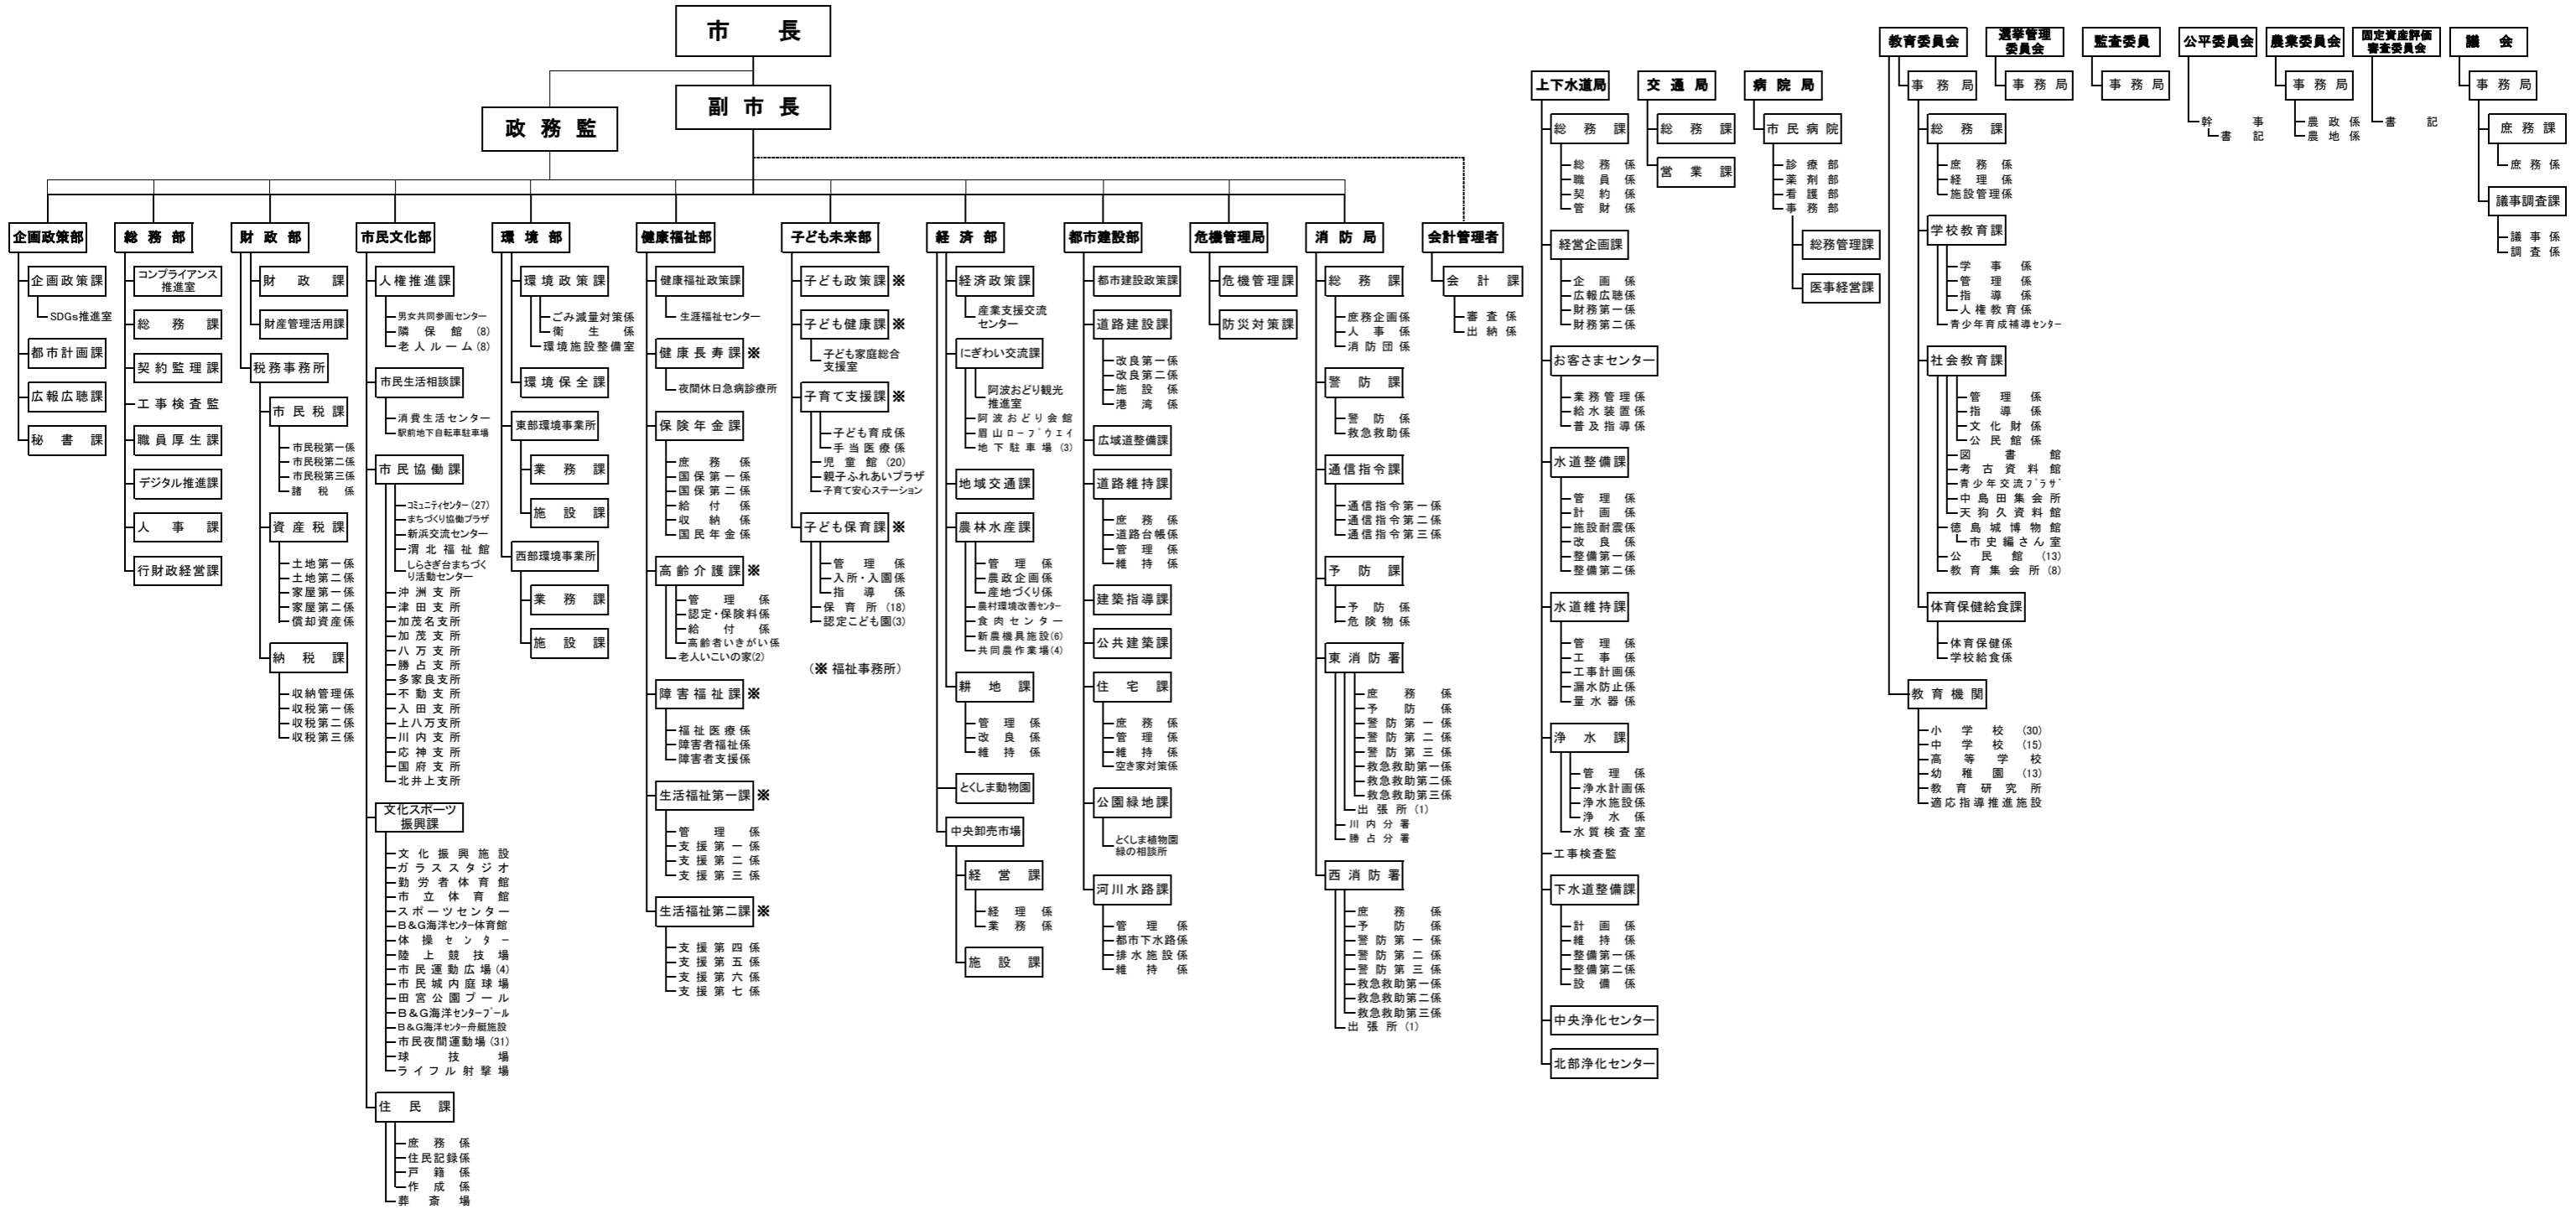 市長
副市長
政務監
企画政策部
企画政策課
SDGs推進室
都市計画課
広報広聴課
秘書課
総務部
コンプライアンス
推進室
総務課
契約監理課
工事検査監
職員厚生課
デジタル推進課
人事課
行財政経営課
財政部
財政課
財産管理活用課
税務事務所
市民税課
市民税第一係
市民税第二係
市民税第三係
諸税係
資産税課
土地第一係
土地第二係
家屋第一係
家屋第二係
償却資産係
納税課
収納管理係
収税第一係
収税第二係
収税第三係
市民文化部
人権推進課
男女共同参画センター
隣保館(8)
老人ルーム(8)
市民生活相談課
消費生活センター
駅前地下自転車駐車場
市民協働課
コミュニティセンター(27)
まちづくり協働プラザ
新浜交流センター
渭北福祉館
しらさぎ台まちづく
り活動センター
沖洲支所
津田支所
加茂名支所
加茂支所
八万支所
勝占支所
多家良支所
不動支所
入田支所
上八万支所
川内支所
応神支所
国府支所
北井上支所
文化スポーツ
振興課
文化振興施設
ガラススタジオ
勤労者体育館
市立体育館
スポーツセンター
B&G海洋センター体育館
体操センター
陸上競技場
市民運動広場(4)
市民城内庭球場
田宮公園プール
B&G海洋センタープール
B&G海洋センター舟艇施設
市民夜間運動場(31)
球技場
ライフル射撃場
住民課
庶務係
住民記録係
戸籍係
作成係
葬斎場
環境部
環境政策課
ごみ減量対策係
衛生係
環境施設整備室
環境保全課
東部環境事業所
業務課
施設課
西部環境事業所
業務課
施設課
健康福祉部
健康福祉政策課
生涯福祉センター
健康長寿課※
夜間休日急病診療所
保険年金課
庶務係
国保第一係
国保第二係
給付係
収納係
国民年金係
高齢介護課※
管理係
認定・保険料係
給付係
高齢者いきがい係
老人いこいの家(2)
障害福祉課※
福祉医療係
障害者福祉係
障害者支援係
生活福祉第一課※
管理係
支援第一係
支援第二係
支援第三係
生活福祉第二課※
支援第四係
支援第五係
支援第六係
支援第七係
子ども未来部
子ども政策課※
子ども健康課※
子ども家庭総合
支援室
子育て支援課※
子ども育成係
手当医療係
児童館(20)
親子ふれあいプラザ
子育て安心ステーション
子ども保育課※
管理係
入所・入園係
指導係
保育所(18)
認定こども園(3)
(※ 福祉事務所)
経済部
経済政策課
産業支援交流
センター
にぎわい交流課
阿波おどり観光
推進室
阿波おどり会館
眉山ロープウェイ
地下駐車場(3)
地域交通課
農林水産課
管理係
農政企画係
産地づくり係
農村環境改善センター
食肉センター
新農機具施設(6)
共同農作業場(4)
耕地課
管理係
改良係
維持係
とくしま動物園
中央卸売市場
経営課
経理係
業務係
施設課
都市建設部
都市建設政策課
道路建設課
改良第一係
改良第二係
施設係
港湾係
広域道整備課
道路維持課
庶務係
道路台帳係
管理係
維持係
建築指導課
公共建築課
住宅課
庶務係
管理係
維持係
空き家対策係
公園緑地課
とくしま植物園
緑の相談所
河川水路課
管理係
都市下水路係
排水施設係
維持係
危機管理局
危機管理課
防災対策課
消防局
総務課
庶務企画係
人事係
消防団係
警防課
警防係
救急救助係
通信指令課
通信指令第一係
通信指令第二係
通信指令第三係
予防課
予防係
危険物係
東消防署
庶務係
予防係
警防第一係
警防第二係
警防第三係
救急救助第一係
救急救助第二係
救急救助第三係
出張所(1)
川内分署
勝占分署
西消防署
庶務係
予防係
警防第一係
警防第二係
警防第三係
救急救助第一係
救急救助第二係
救急救助第三係
出張所(1)
会計管理者
会計課
審査係
出納係
上下水道局
総務課
総務係
職員係
契約係
管財係
経営企画課
企画係
広報広聴係
財務第一係
財務第二係
お客さまセンター
業務管理係
給水装置係
普及指導係
水道整備課
管理係
計画係
施設耐震係
改良係
整備第一係
整備第二係
水道維持課
管理係
工事係
工事計画係
漏水防止係
量水器係
浄水課
管理係
浄水計画係
浄水施設係
浄水係
水質検査室
工事検査監
下水道整備課
計画係
維持係
整備第一係
整備第二係
設備係
中央浄化センター
北部浄化センター
交通局
総務課
営業課
病院局
市民病院
診療部
薬剤部
看護部
事務部
総務管理課
医事経営課
教育委員会
事務局
総務課
庶務係
経理係
施設管理係
学校教育課
学事係
管理係
指導係
人権教育係
青少年育成補導センター
社会教育課
管理係
指導係
文化財係
公民館係
図書館
考古資料館
青少年交流プラザ
中島田集会所
天狗久資料館
徳島城博物館
市史編さん室
公民館(13)
教育集会所(8)
体育保健給食課
体育保健係
学校給食係
教育機関
小学校(30)
中学校(15)
高等学校
幼稚園(13)
教育研究所
適応指導推進施設
選挙管理
委員会
事務局
監査委員
事務局
公平委員会
幹事
書記
農業委員会
事務局
農政係
農地係
固定資産評価
審査委員会
書記
議会
事務局
庶務課
庶務係
議事調査課
議事係
調査係